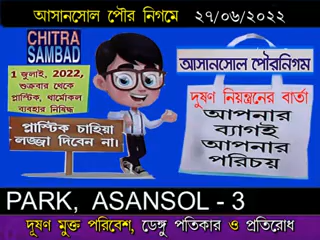 আসানসোল পৌর নিগমে ২৭/০৬/২০২২
CHITRA
SAMBAD
১ জুলাই, 2022,
শুক্রবার থেকে
প্লাস্টিক, থার্মোকল
ব্যবহার নিষিদ্ধ
প্লাস্টিক চাহিয়া
লজ্জা দিবেন না।
আসানসোল পৌরনিগম
দূষণ নিয়ন্ত্রনের বার্তা
আপনার
ব্যাগই
আপনার
পরিচয়
PARK, ASANSOL - 3
দূষণ মুক্ত পরিবেশ, ডেঙ্গু পতিকার ও প্রতিরোধ